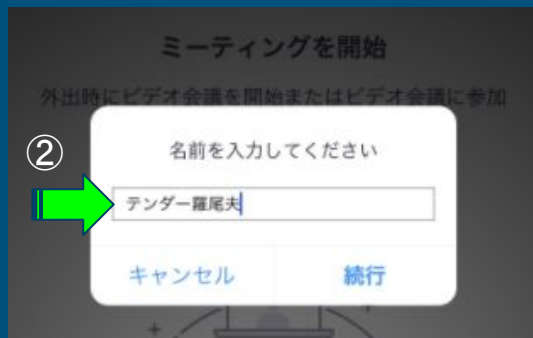 ミーティングを開始
外出時にビデオ会議を開始またはビデオ会議に参加
②
名前を入力してください
テンダー羅尾夫
キャンセル
続行